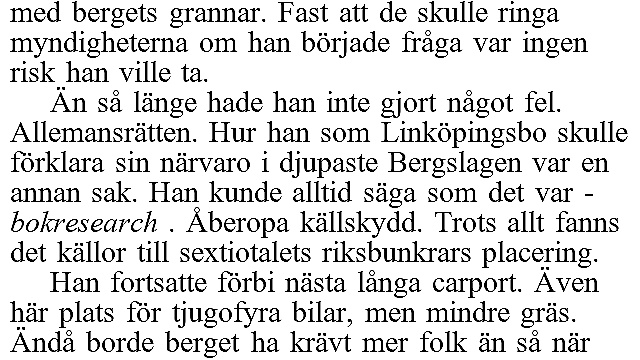 med bergets grannar. Fast att de skulle ringa
myndigheterna om han började fråga var ingen
risk han ville ta.
Än så länge hade han inte gjort något fel.
Allemansrätten. Hur han som Linköpingsbo skulle
förklara sin närvaro i djupaste Bergslagen var en
annan sak. Han kunde alltid säga som det var -
bokresearch . Åberopa källskydd. Trots allt fanns
det källor till sextiotalets riksbunkrars placering.
Han fortsatte förbi nästa långa carport. Även
här plats för tjugofyra bilar, men mindre gräs.
Ändå borde berget ha krävt mer folk än så när